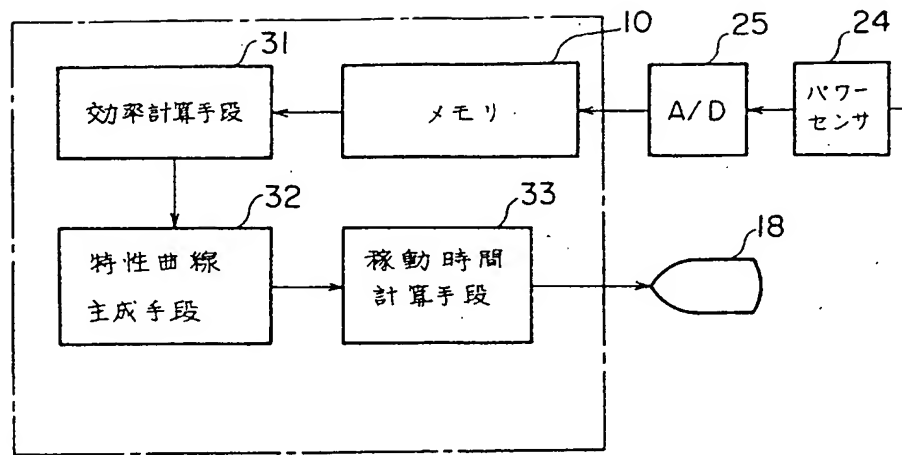 31
10
25
24
効率計算手段
メモリ
A/D
パワー
センサ
32
33
18
特性曲線
主成手段
稼動時間
計算手段